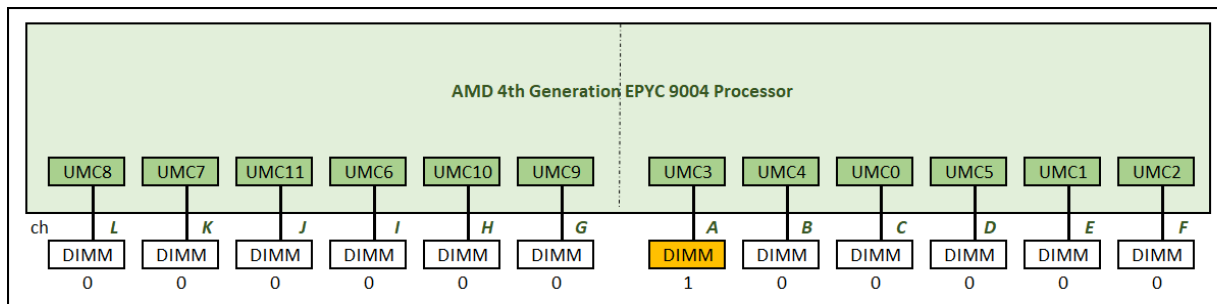 AMD 4th Generation EPYC 9004 Processor
UMC8 UMC7 UMC11 UMC6 UMC10 UMC9 UMC3 UMC4 UMC0 UMC5 UMC1 UMC2
ch L K J I H G A B C D E F
DIMM DIMM DIMM DIMM DIMM DIMM DIMM DIMM DIMM DIMM DIMM DIMM
0 0 0 0 0 0 1 0 0 0 0 0